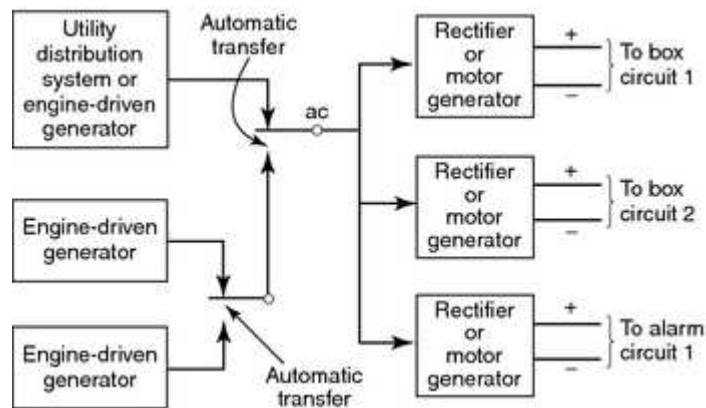 Utility
distribution
system or
engine-driven
generator
Automatic
transfer
ac
Rectifier
or
motor
generator
+
−
To box
circuit 1
Rectifier
or
motor
generator
+
−
To box
circuit 2
Engine-driven
generator
Engine-driven
generator
Automatic
transfer
Rectifier
or
motor
generator
+
−
To alarm
circuit 1